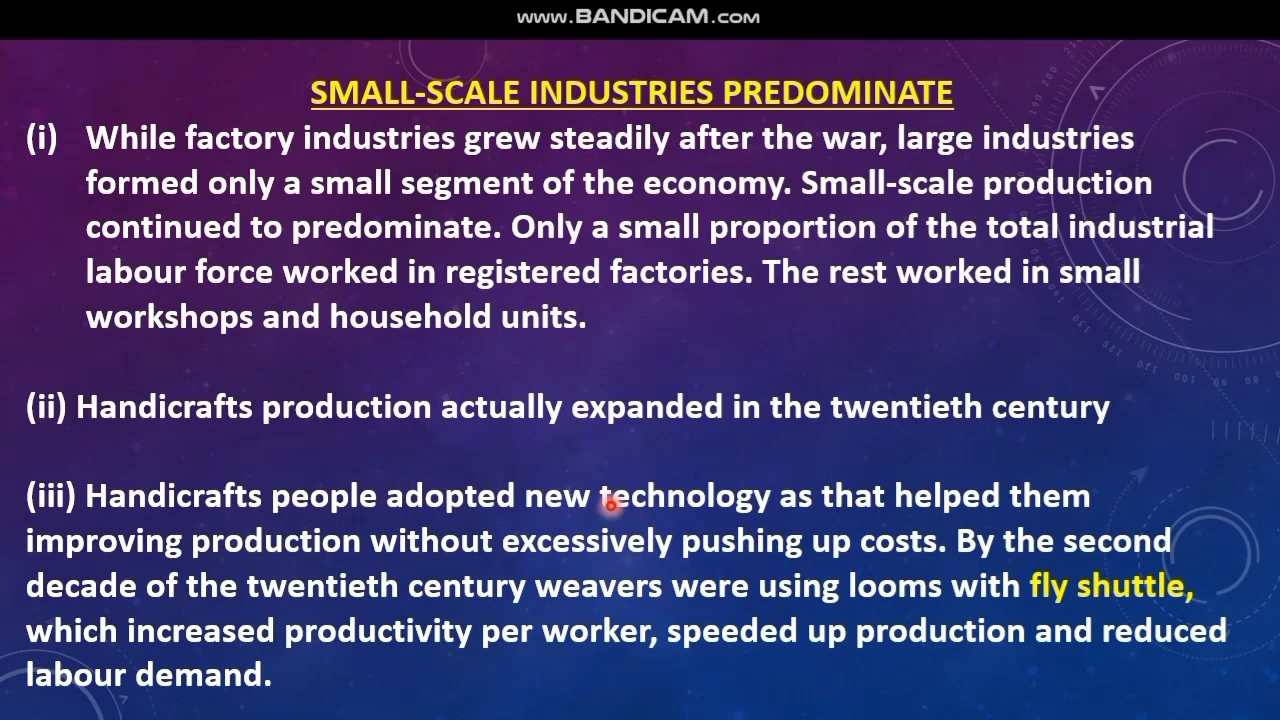 www.BANDICAM.com
SMALL-SCALE INDUSTRIES PREDOMINATE
(i) While factory industries grew steadily after the war, large industries
formed only a small segment of the economy. Small-scale production
continued to predominate. Only a small proportion of the total industrial
labour force worked in registered factories. The rest worked in small
workshops and household units.
(ii) Handicrafts production actually expanded in the twentieth century
(iii) Handicrafts people adopted new technology as that helped them
improving production without excessively pushing up costs. By the second
decade of the twentieth century weavers were using looms with fly shuttle,
which increased productivity per worker, speeded up production and reduced
labour demand.